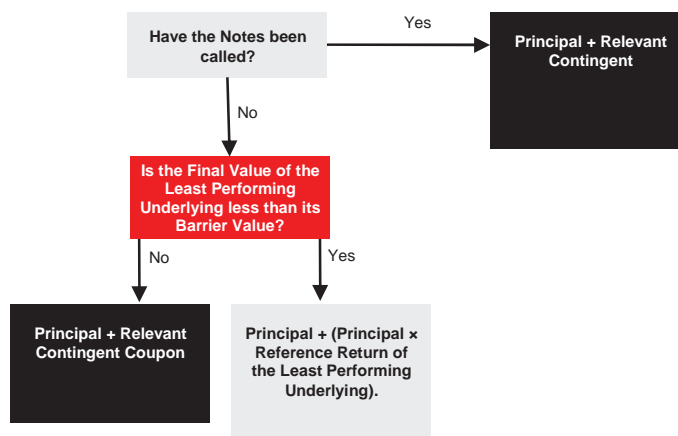 Have the Notes been
called?
Yes
Principal + Relevant
Contingent
No
Is the Final Value of the
Least Performing
Underlying less than its
Barrier Value?
No
Yes
Principal + Relevant
Contingent Coupon
Principal + (Principal ×
Reference Return of
the Least Performing
Underlying).